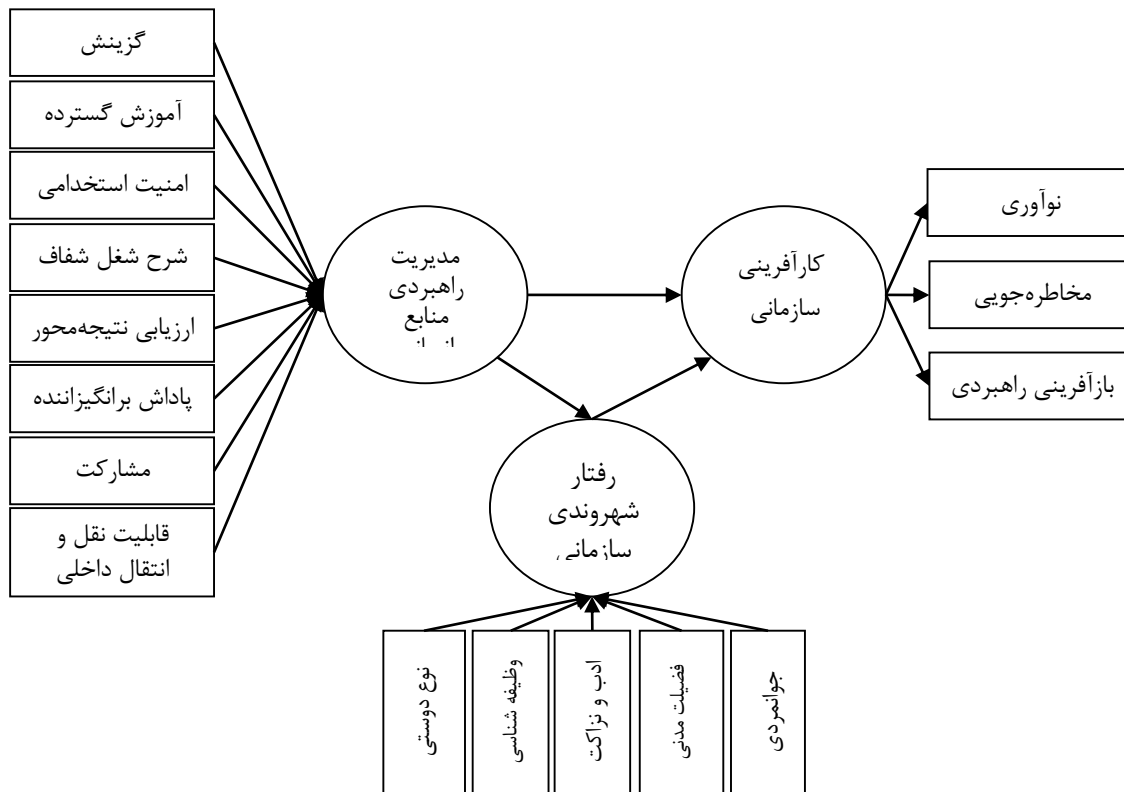 گزینش
آموزش گسترده
امنیت استخدامی
شرح شغل شفاف
ارزیابی نتیجه‌محور
پاداش برانگیزاننده
مشارکت
قابلیت نقل و
انتقال داخلی
مدیریت
راهبردی
منابع
کارآفرینی
سازمانی
نوآوری
مخاطره‌جویی
بازآفرینی راهبردی
رفتار
شهروندی
سازمانی
نوع دوستی
وظیفه شناسی
ادب و نزاکت
فضیلت مدنی
جوانمردی